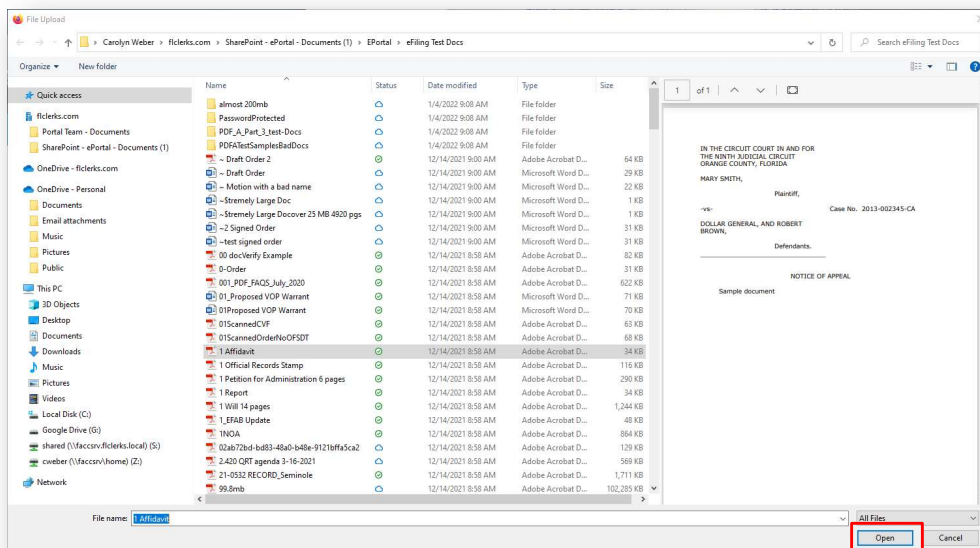 File Upload
Carolyn Weber > flclerks.com > SharePoint - ePortal - Documents (1) > EPortal > eFiling Test Docs
Search eFiling Test Docs
Organize
New folder
Quick access
flclerks.com
Portal Team - Documents
SharePoint - ePortal - Documents (1)
OneDrive - flclerks.com
OneDrive - Personal
Documents
Email attachments
Music
Pictures
Public
This PC
3D Objects
Desktop
Documents
Downloads
Music
Pictures
Videos
Local Disk (C:)
Google Drive (G:)
shared (\\faccsrv.flclerks.local) (S:)
cweber (\\faccsrv\home) (Z:)
Network
Name Status Date modified Type Size
almost 200mb 1/4/2022 9:08 AM File folder
PasswordProtected 1/4/2022 9:08 AM File folder
PDF_A_Part_3_test-Docs 1/4/2022 9:08 AM File folder
PDFATestSamplesBadDocs 1/4/2022 9:08 AM File folder
~ Draft Order 2 12/14/2021 9:00 AM Adobe Acrobat D... 64 KB
~ Draft Order 12/14/2021 9:00 AM Microsoft Word D... 29 KB
~ Motion with a bad name 12/14/2021 9:00 AM Microsoft Word D... 22 KB
~$tremely Large Doc 12/14/2021 9:00 AM Microsoft Word D... 1 KB
~$tremely Large Docover 25 MB 4920 pgs 12/14/2021 9:00 AM Microsoft Word D... 1 KB
~2 Signed Order 12/14/2021 9:00 AM Microsoft Word D... 31 KB
~test signed order 12/14/2021 9:00 AM Microsoft Word D... 31 KB
00 docVerify Example 12/14/2021 8:58 AM Adobe Acrobat D... 82 KB
0-Order 12/14/2021 8:58 AM Adobe Acrobat D... 31 KB
001_PDF_FAQS_July_2020 12/14/2021 8:58 AM Adobe Acrobat D... 622 KB
01_Proposed VOP Warrant 12/14/2021 8:58 AM Microsoft Word D... 71 KB
01Proposed VOP Warrant 12/14/2021 8:58 AM Microsoft Word D... 70 KB
01ScannedCVF 12/14/2021 8:58 AM Adobe Acrobat D... 63 KB
01ScannedOrderNoOFSDT 12/14/2021 8:58 AM Adobe Acrobat D... 68 KB
1 Affidavit 12/14/2021 8:58 AM Adobe Acrobat D... 34 KB
1 Official Records Stamp 12/14/2021 8:58 AM Adobe Acrobat D... 116 KB
1 Petition for Administration 6 pages 12/14/2021 8:58 AM Adobe Acrobat D... 290 KB
1 Report 12/14/2021 8:58 AM Adobe Acrobat D... 34 KB
1 Will 14 pages 12/14/2021 8:58 AM Adobe Acrobat D... 1,244 KB
1_EFAB Update 12/14/2021 8:58 AM Adobe Acrobat D... 48 KB
1NOA 12/14/2021 8:58 AM Adobe Acrobat D... 864 KB
02ab72bd-bd83-48a0-b48e-9121bffa5ca2 12/14/2021 8:58 AM Adobe Acrobat D... 129 KB
2.420 QRT agenda 3-16-2021 12/14/2021 8:58 AM Adobe Acrobat D... 569 KB
21-0532 RECORD_Seminole 12/14/2021 8:58 AM Adobe Acrobat D... 1,711 KB
99.8mb 12/14/2021 8:58 AM Adobe Acrobat D... 102,285 KB
1 of 1
IN THE CIRCUIT COURT IN AND FOR
THE NINTH JUDICIAL CIRCUIT
ORANGE COUNTY, FLORIDA
MARY SMITH,
Plaintiff,
-vs- Case No. 2013-002345-CA
DOLLAR GENERAL, AND ROBERT
BROWN,
Defendants.
NOTICE OF APPEAL
Sample document
File name: 1 Affidavit All Files
Open Cancel